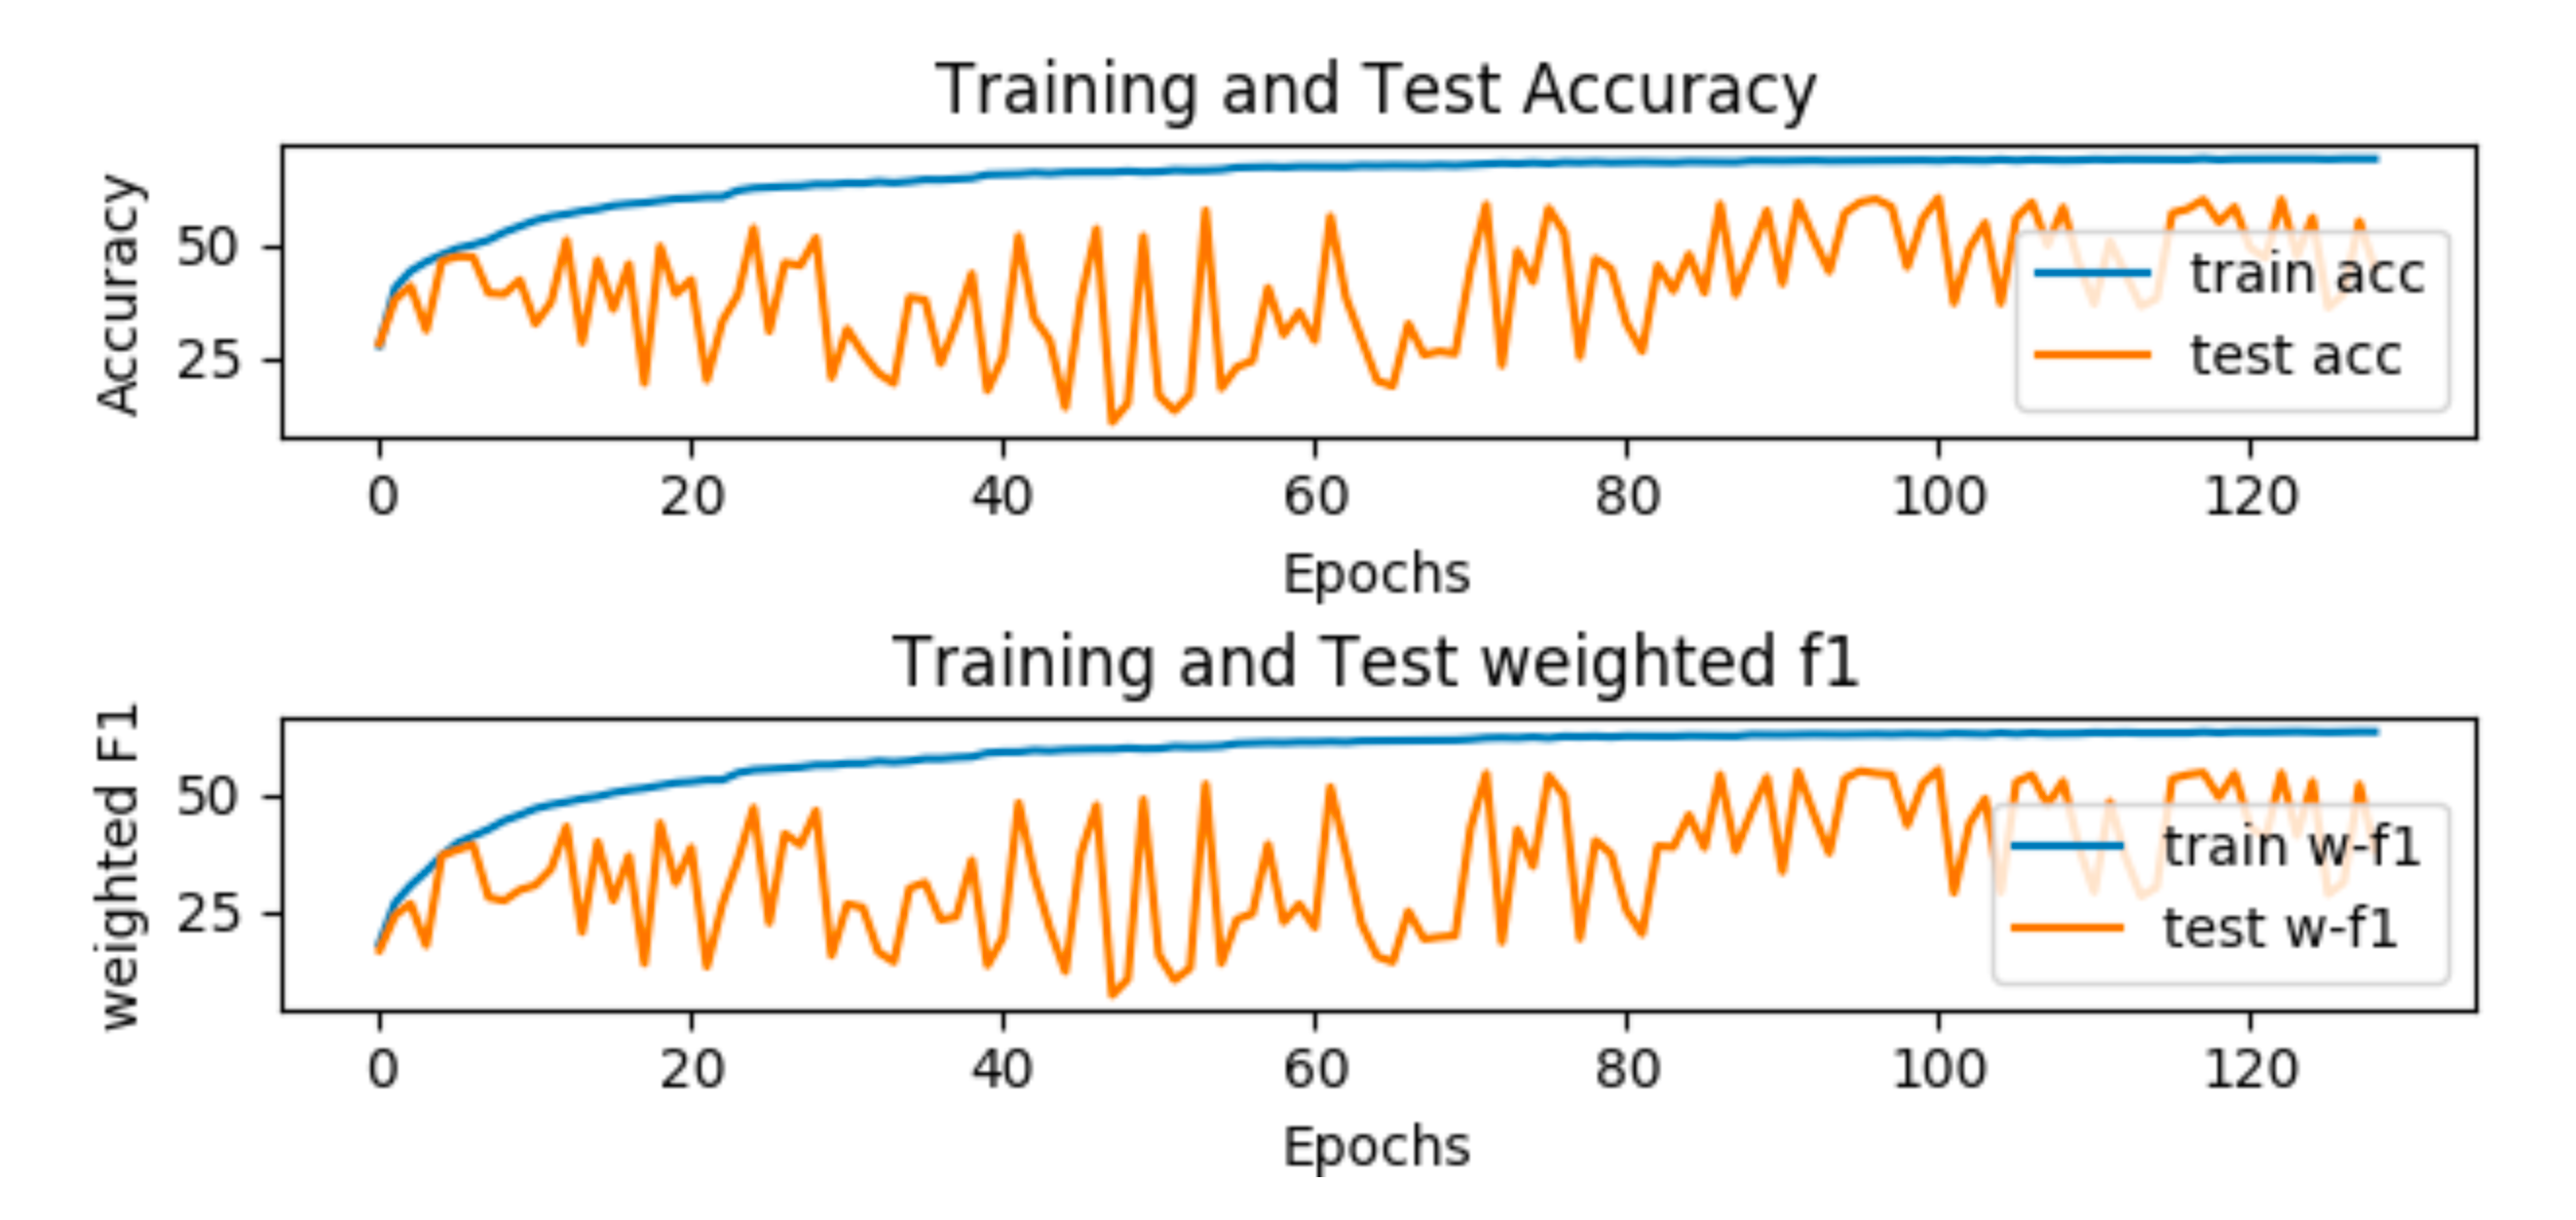 Training and Test Accuracy
Accuracy
50
25
train acc
test acc
0 20 40 60 80 100 120
Epochs
Training and Test weighted f1
weighted F1
50
25
train w-f1
test w-f1
0 20 40 60 80 100 120
Epochs